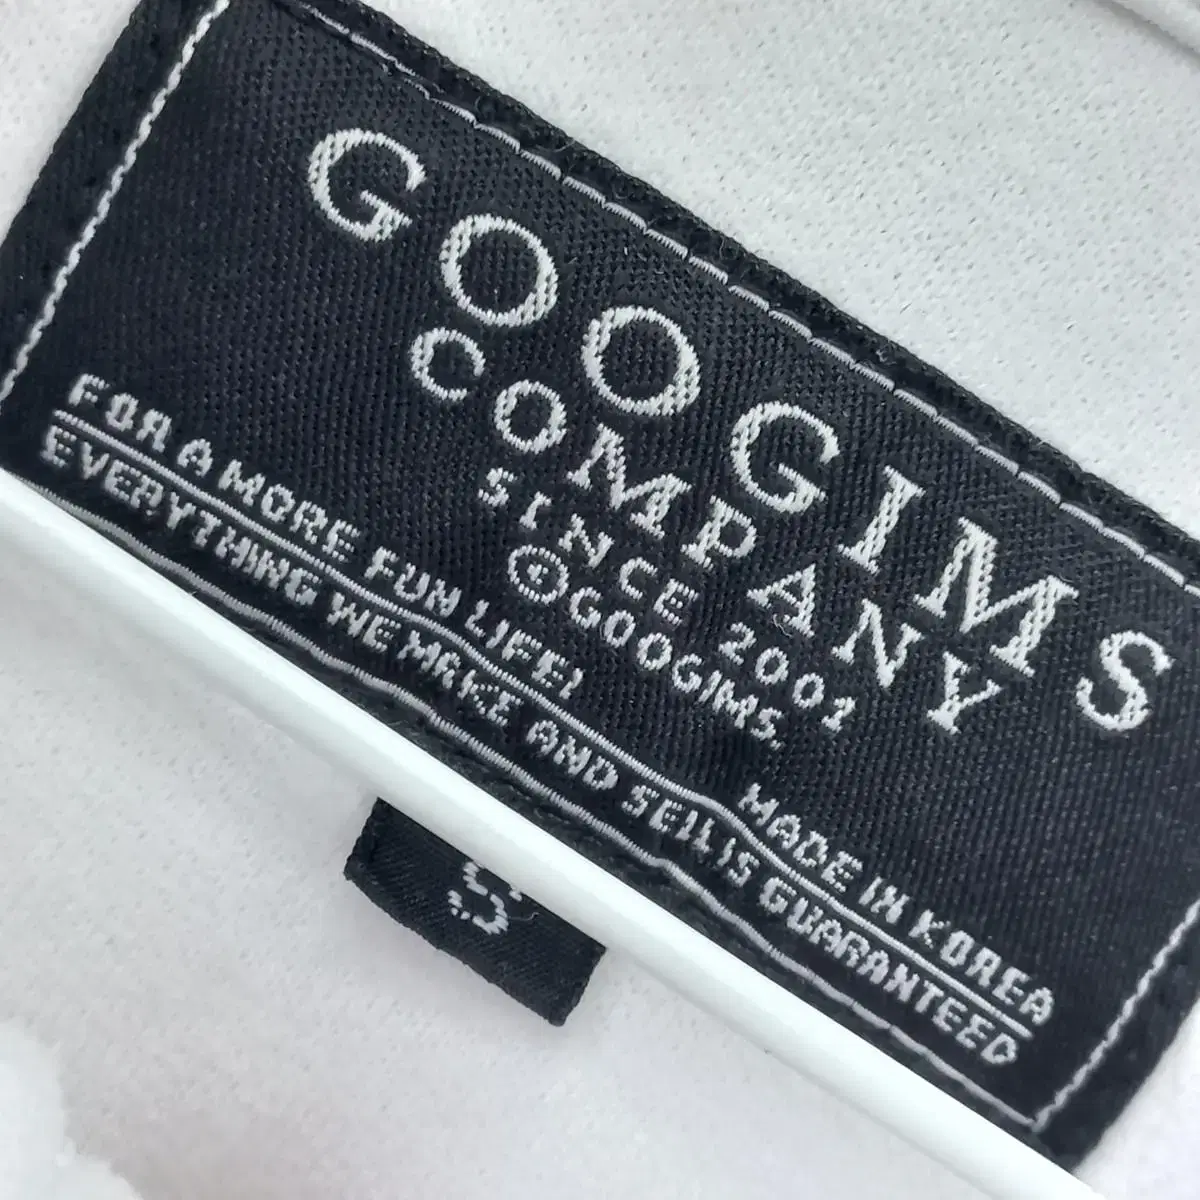 GOOGIMS
COMPANY
SINCE 2001
©GOOGIMS.
FOR A MORE FUN LIFE! MADE IN KOREA
EVERYTHING WE MAKE AND SELL IS GUARANTEED
S